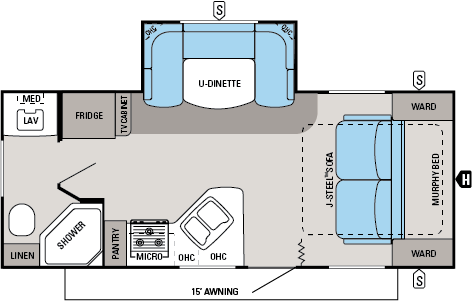 S
OHC
OHC
U-DINETTE
S
MED
LAV
FRIDGE
TV CABINET
WARD
J-STEEL™ SOFA
MURPHY BED
H
SHOWER
LINEN
PANTRY
MICRO
OHC
OHC
WARD
S
15' AWNING